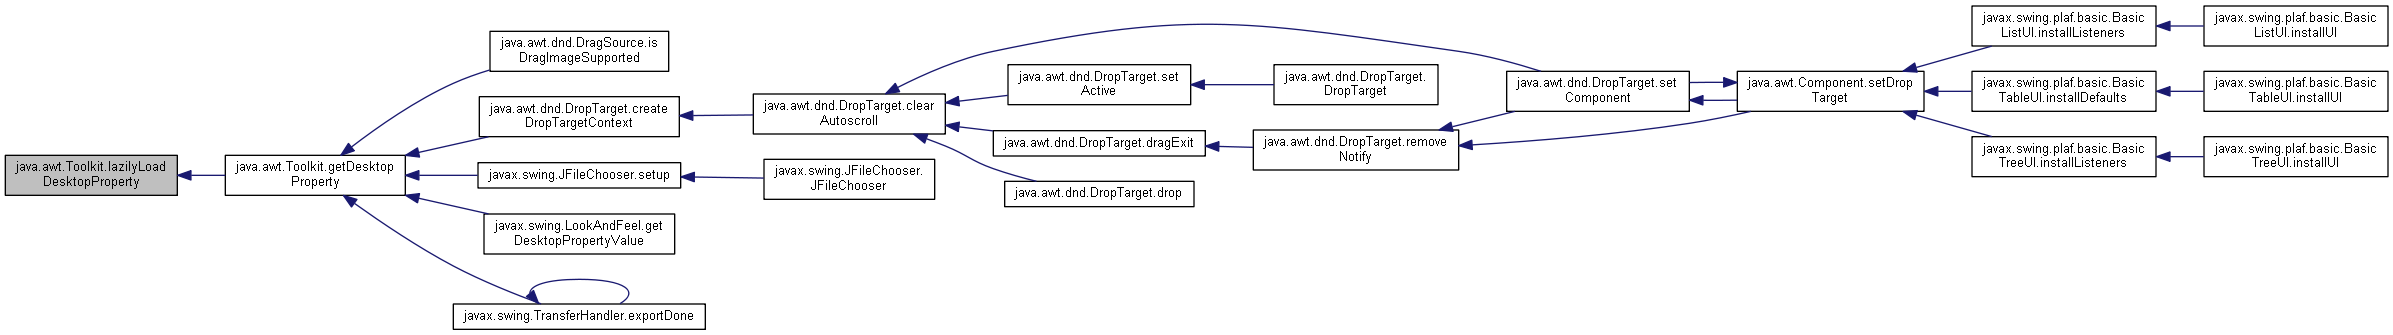 java.awt.Toolkit.lazilyLoad
DesktopProperty
java.awt.Toolkit.getDesktop
Property
java.awt.dnd.DragSource.is
DragImageSupported
java.awt.dnd.DropTarget.create
DropTargetContext
javax.swing.JFileChooser.setup
javax.swing.LookAndFeel.get
DesktopPropertyValue
javax.swing.TransferHandler.exportDone
java.awt.dnd.DropTarget.clear
Autoscroll
javax.swing.JFileChooser.
JFileChooser
java.awt.dnd.DropTarget.set
Active
java.awt.dnd.DropTarget.dragExit
java.awt.dnd.DropTarget.drop
java.awt.dnd.DropTarget.
DropTarget
java.awt.dnd.DropTarget.remove
Notify
java.awt.dnd.DropTarget.set
Component
java.awt.Component.setDrop
Target
javax.swing.plaf.basic.Basic
ListUI.installListeners
javax.swing.plaf.basic.Basic
TableUI.installDefaults
javax.swing.plaf.basic.Basic
TreeUI.installListeners
javax.swing.plaf.basic.Basic
ListUI.installUI
javax.swing.plaf.basic.Basic
TableUI.installUI
javax.swing.plaf.basic.Basic
TreeUI.installUI